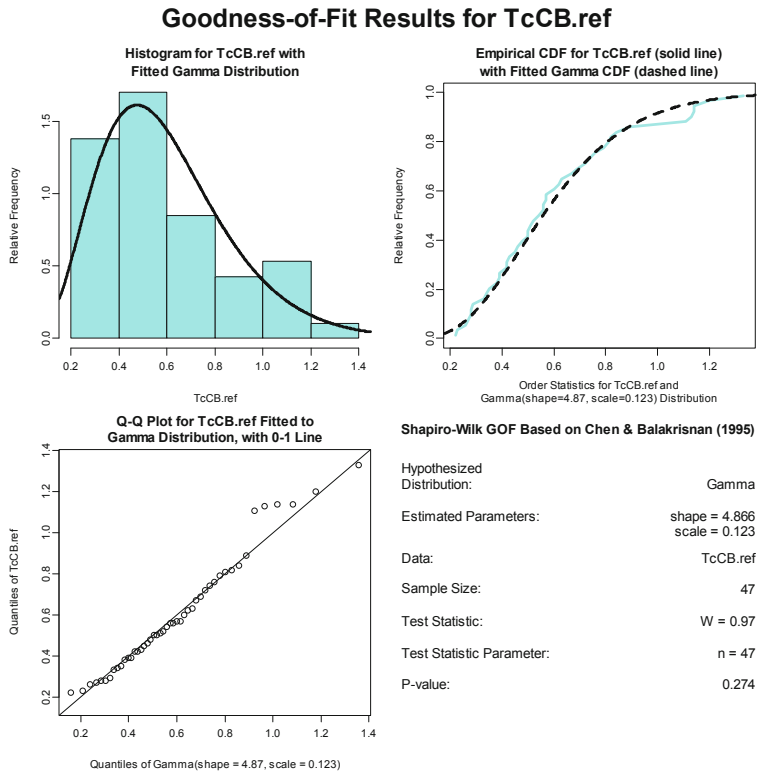 Goodness-of-Fit Results for TcCB.ref
Histogram for TcCB.ref with
Fitted Gamma Distribution
Relative Frequency
0.0
0.5
1.0
1.5
0.2 0.4 0.6 0.8 1.0 1.2 1.4
TcCB.ref
Empirical CDF for TcCB.ref (solid line)
with Fitted Gamma CDF (dashed line)
Relative Frequency
0.0
0.2
0.4
0.6
0.8
1.0
0.2 0.4 0.6 0.8 1.0 1.2
Order Statistics for TcCB.ref and
Gamma(shape=4.87, scale=0.123) Distribution
Q-Q Plot for TcCB.ref Fitted to
Gamma Distribution, with 0-1 Line
Quantiles of TcCB.ref
0.2
0.4
0.6
0.8
1.0
1.2
1.4
0.2 0.4 0.6 0.8 1.0 1.2 1.4
Quantiles of Gamma(shape = 4.87, scale = 0.123)
Shapiro-Wilk GOF Based on Chen & Balakrisnan (1995)
Hypothesized
Distribution: Gamma
Estimated Parameters: shape = 4.866
scale = 0.123
Data: TcCB.ref
Sample Size: 47
Test Statistic: W = 0.97
Test Statistic Parameter: n = 47
P-value: 0.274